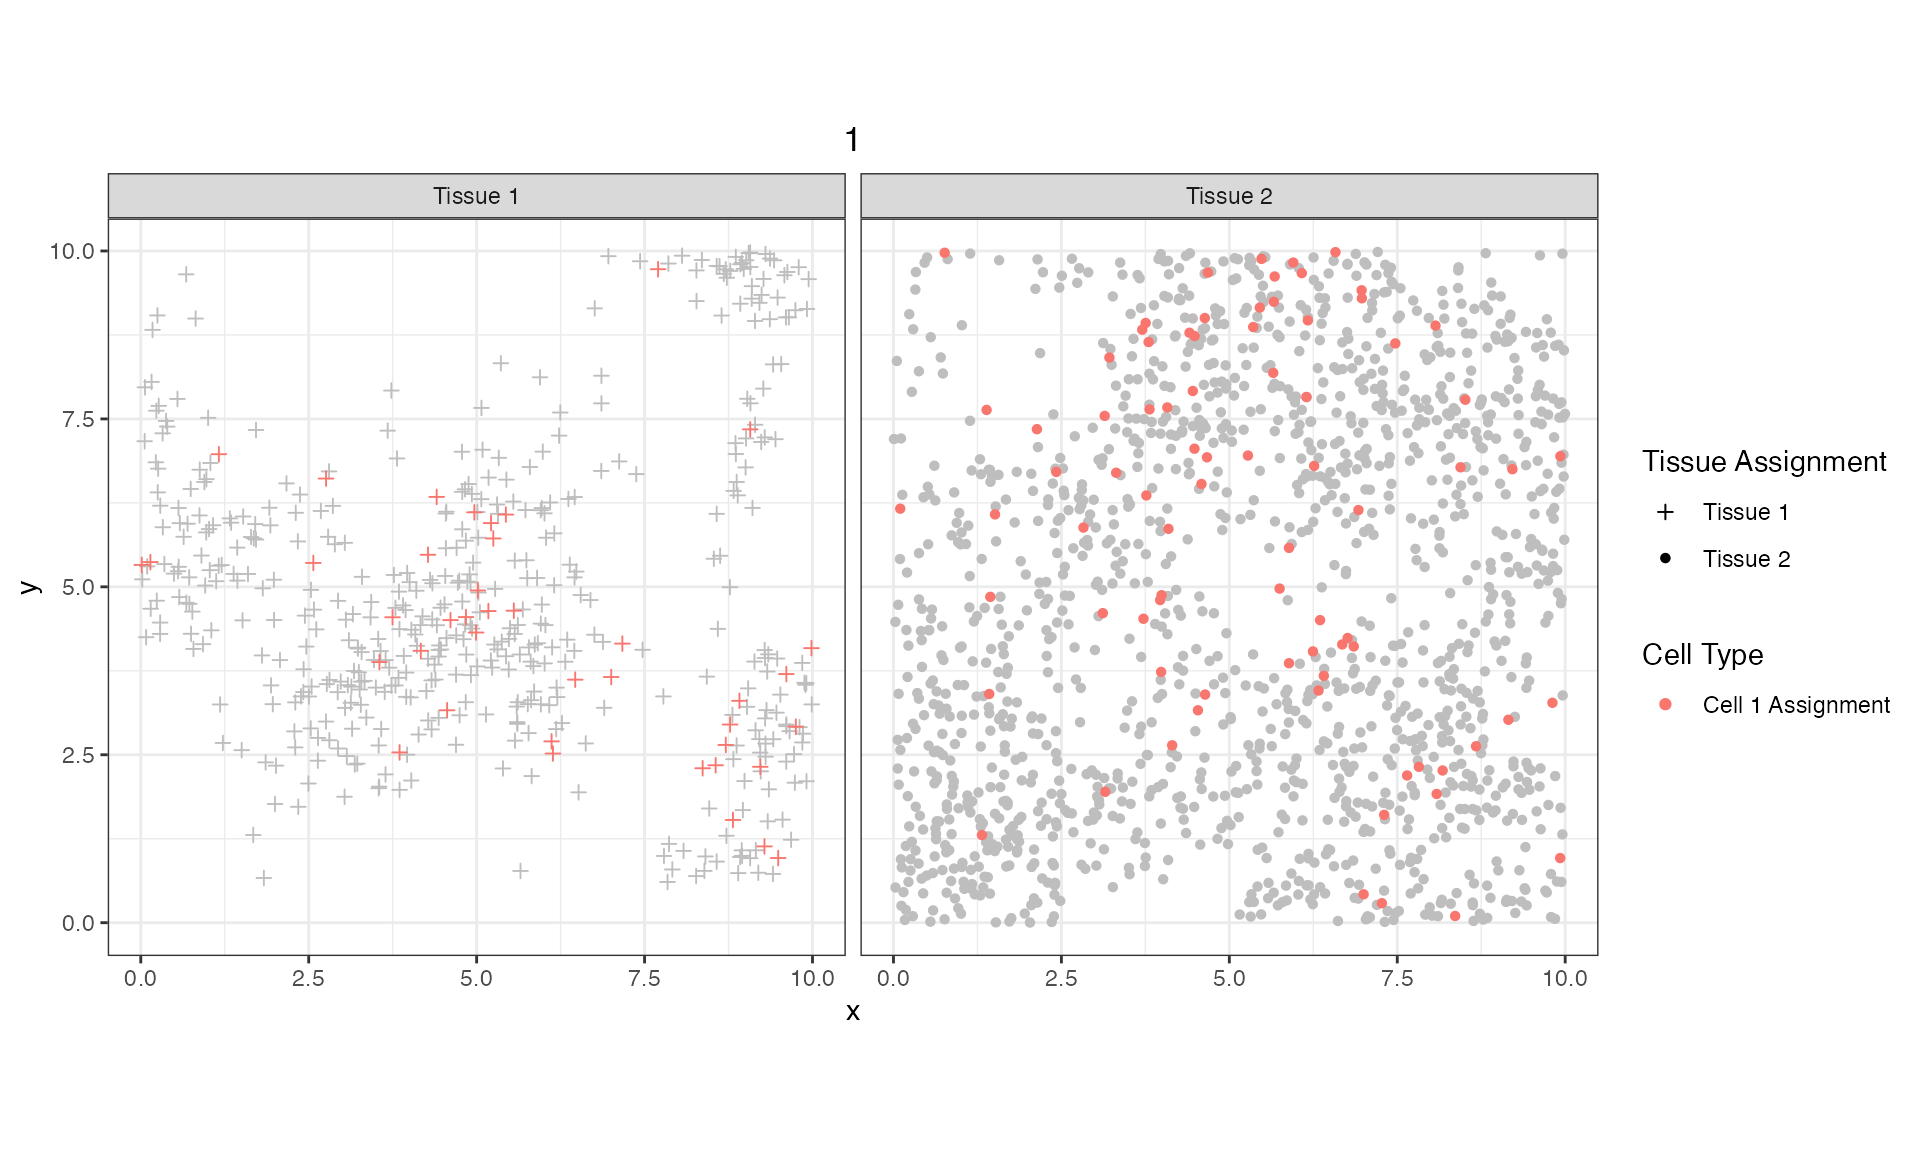 1
Tissue 1
Tissue 2
10.0
7.5
5.0
2.5
0.0
y
0.0 2.5 5.0 7.5 10.0
0.0 2.5 5.0 7.5 10.0
x
Tissue Assignment
Tissue 1
Tissue 2
Cell Type
Cell 1 Assignment